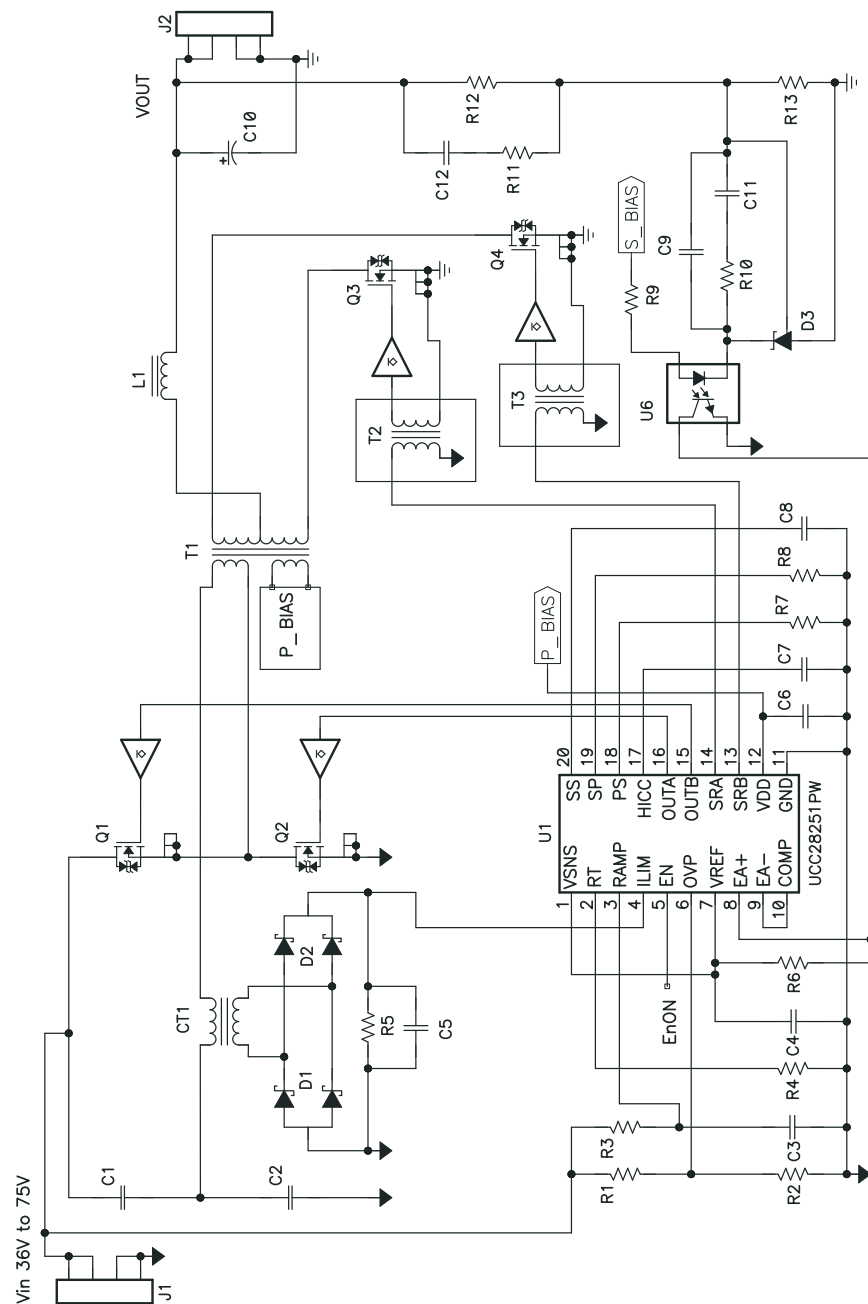 Vin 36V to 75V
J1
C1
C2
CT1
D1
D2
R5
C5
Q1
Q2
P_BIAS
T1
L1
VOUT
J2
C10
R12
C12
R11
R13
Q3
Q4
T2
T3
S_BIAS
R9
C9
C11
R10
D3
U6
P_BIAS
C8
R8
R7
C7
C6
U1
UCC28251PW
1 VSNS
2 RT
3 RAMP
4 ILIM
5 EN
6 OVP
7 VREF
8 EA+
9 EA-
10 COMP
20 SS
19 SP
18 PS
17 HICC
16 OUTA
15 OUTB
14 SRA
13 SRB
12 VDD
11 GND
EnON
R6
C4
R4
R3
C3
R1
R2